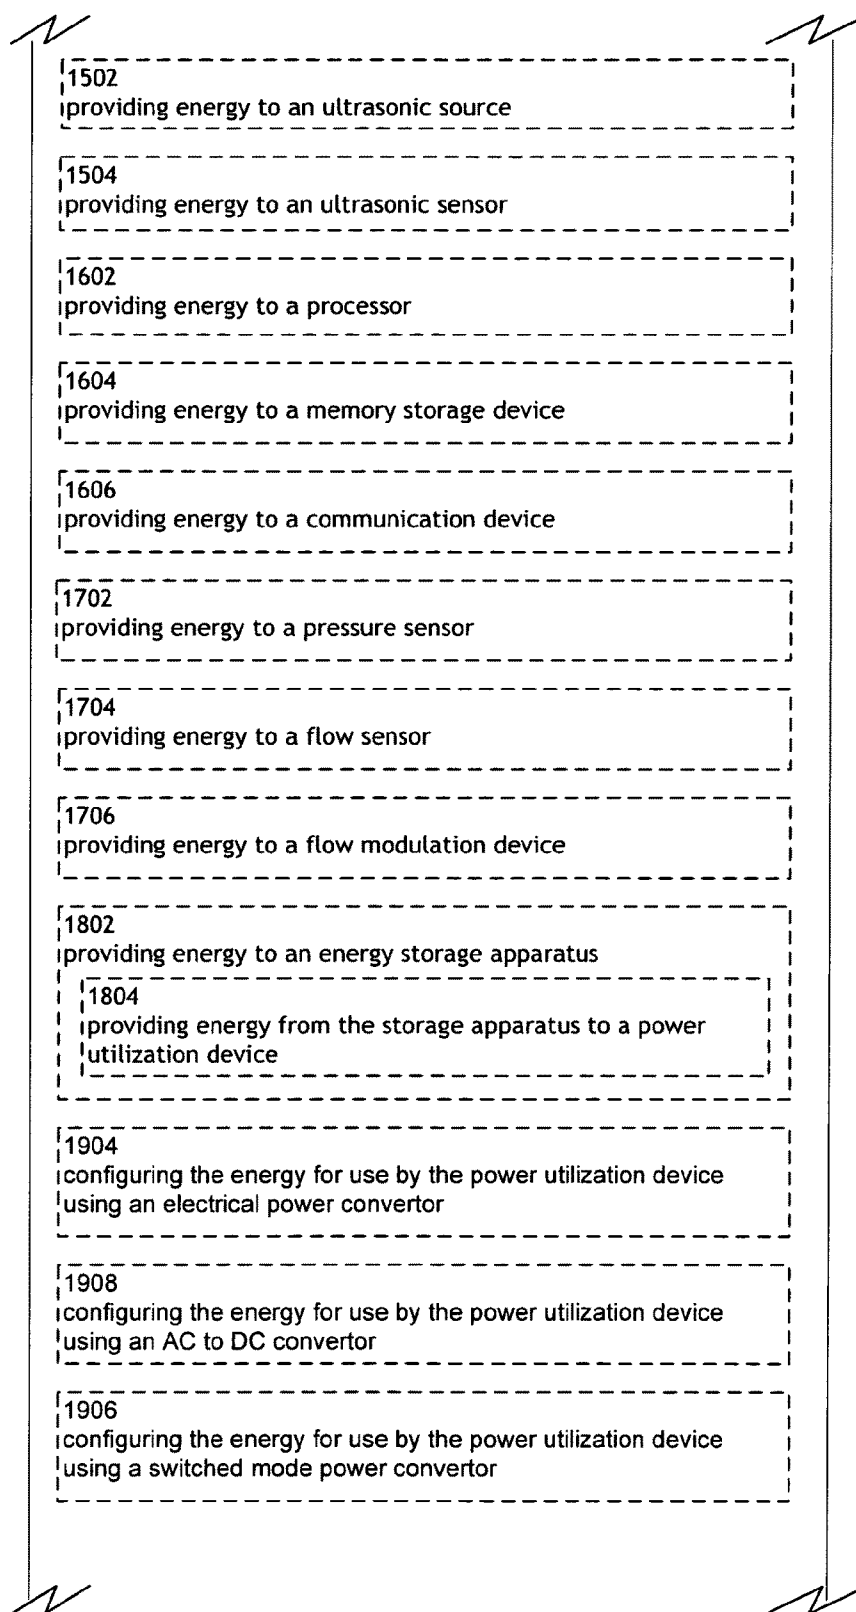 1502
providing energy to an ultrasonic source
1504
providing energy to an ultrasonic sensor
1602
providing energy to a processor
1604
providing energy to a memory storage device
1606
providing energy to a communication device
1702
providing energy to a pressure sensor
1704
providing energy to a flow sensor
1706
providing energy to a flow modulation device
1802
providing energy to an energy storage apparatus
1804
providing energy from the storage apparatus to a power
utilization device
1904
configuring the energy for use by the power utilization device
using an electrical power convertor
1908
configuring the energy for use by the power utilization device
using an AC to DC convertor
1906
configuring the energy for use by the power utilization device
using a switched mode power convertor